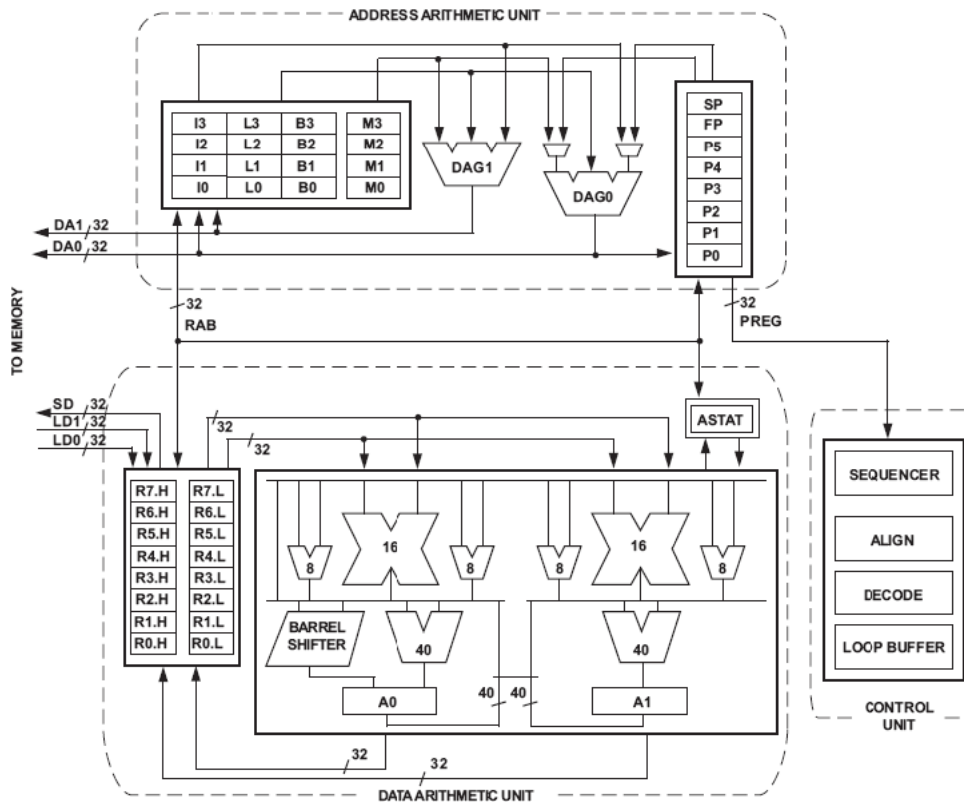 ADDRESS ARITHMETIC UNIT
I3 L3 B3 M3
I2 L2 B2 M2
I1 L1 B1 M1
I0 L0 B0 M0
DAG1
DAG0
SP
FP
P5
P4
P3
P2
P1
P0
DA1 32
DA0 32
TO MEMORY
32
RAB
32
PREG
SD 32
LD1 32
LD0 32
32
32
ASTAT
R7.H R7.L
R6.H R6.L
R5.H R5.L
R4.H R4.L
R3.H R3.L
R2.H R2.L
R1.H R1.L
R0.H R0.L
16
8
8
8
16
8
BARREL
SHIFTER
40
40
A0
40 40
A1
32
32
DATA ARITHMETIC UNIT
SEQUENCER
ALIGN
DECODE
LOOP BUFFER
CONTROL
UNIT